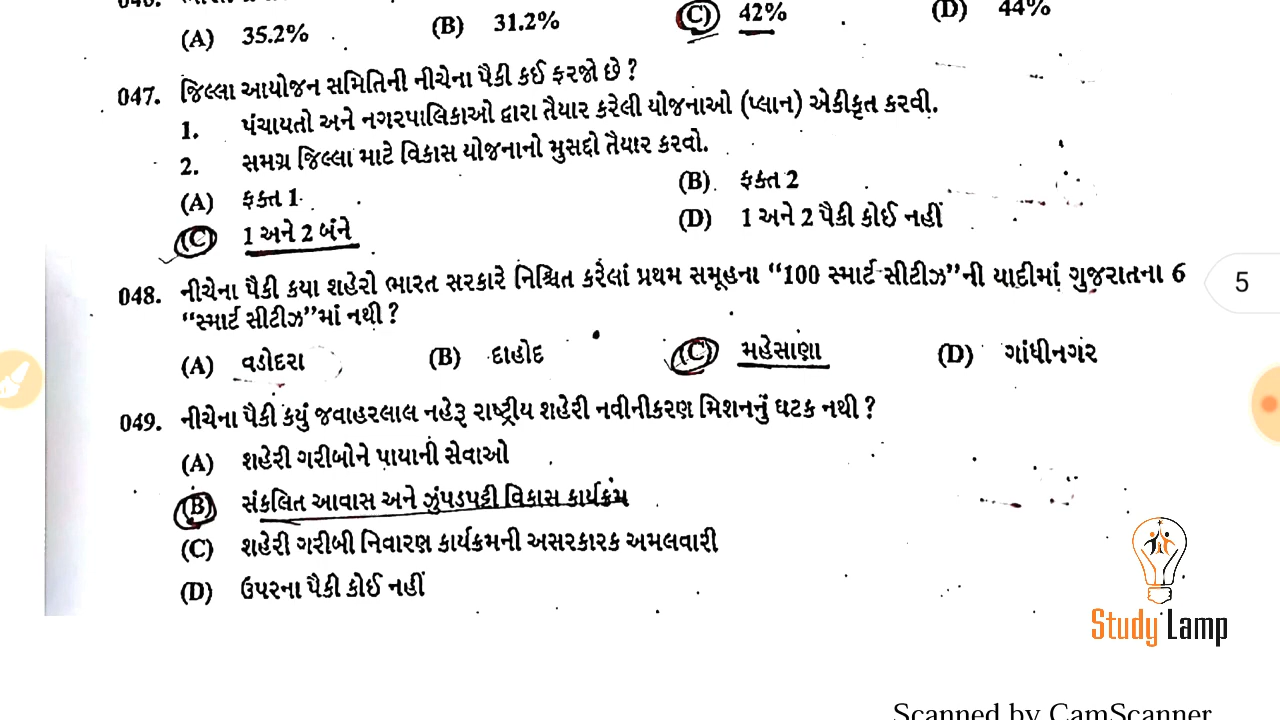 (A) 35.2% (B) 31.2% (C) 42% (D) 44%
047. જિલ્લા આયોજન સમિતિની નીચેના પૈકી કઈ ફરજો છે ?
1. પંચાયતો અને નગરપાલિકાઓ દ્વારા તૈયાર કરેલી યોજનાઓ (પ્લાન) એકીકૃત કરવી.
2. સમગ્ર જિલ્લા માટે વિકાસ યોજનાનો મુસદ્દો તૈયાર કરવો.
(A) ફક્ત 1 (B) ફક્ત 2
(C) 1 અને 2 બંને (D) 1 અને 2 પૈકી કોઈ નહીં
048. નીચેના પૈકી કયા શહેરો ભારત સરકારે નિશ્ચિત કરેલાં પ્રથમ સમૂહના “100 સ્માર્ટ સીટીઝ”ની યાદીમાં ગુજરાતના 6
“સ્માર્ટ સીટીઝ”માં નથી ?
(A) વડોદરા (B) દાહોદ (C) મહેસાણા (D) ગાંધીનગર
049. નીચેના પૈકી કયું જવાહરલાલ નહેરૂ રાષ્ટ્રીય શહેરી નવીનીકરણ મિશનનું ઘટક નથી ?
(A) શહેરી ગરીબોને પાયાની સેવાઓ
(B) સંકલિત આવાસ અને ઝુંપડપટ્ટી વિકાસ કાર્યક્રમ
(C) શહેરી ગરીબી નિવારણ કાર્યક્રમની અસરકારક અમલવારી
(D) ઉપરના પૈકી કોઈ નહીં
5
Study Lamp
Scanned by CamScanner